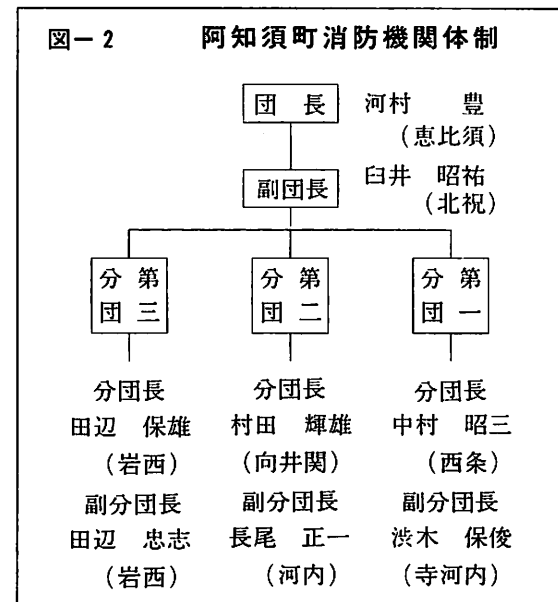 図－2　阿知須町消防機関体制
団　長　河村　豊
(恵比須)
副団長　臼井　昭祐
(北祝)
第三分団　第二分団　第一分団
分団長　分団長　分団長
田辺　保雄　村田　輝雄　中村　昭三
(岩西)　(向井関)　(西条)
副分団長　副分団長　副分団長
田辺　忠志　長尾　正一　渋木　保俊
(岩西)　(河内)　(寺河内)